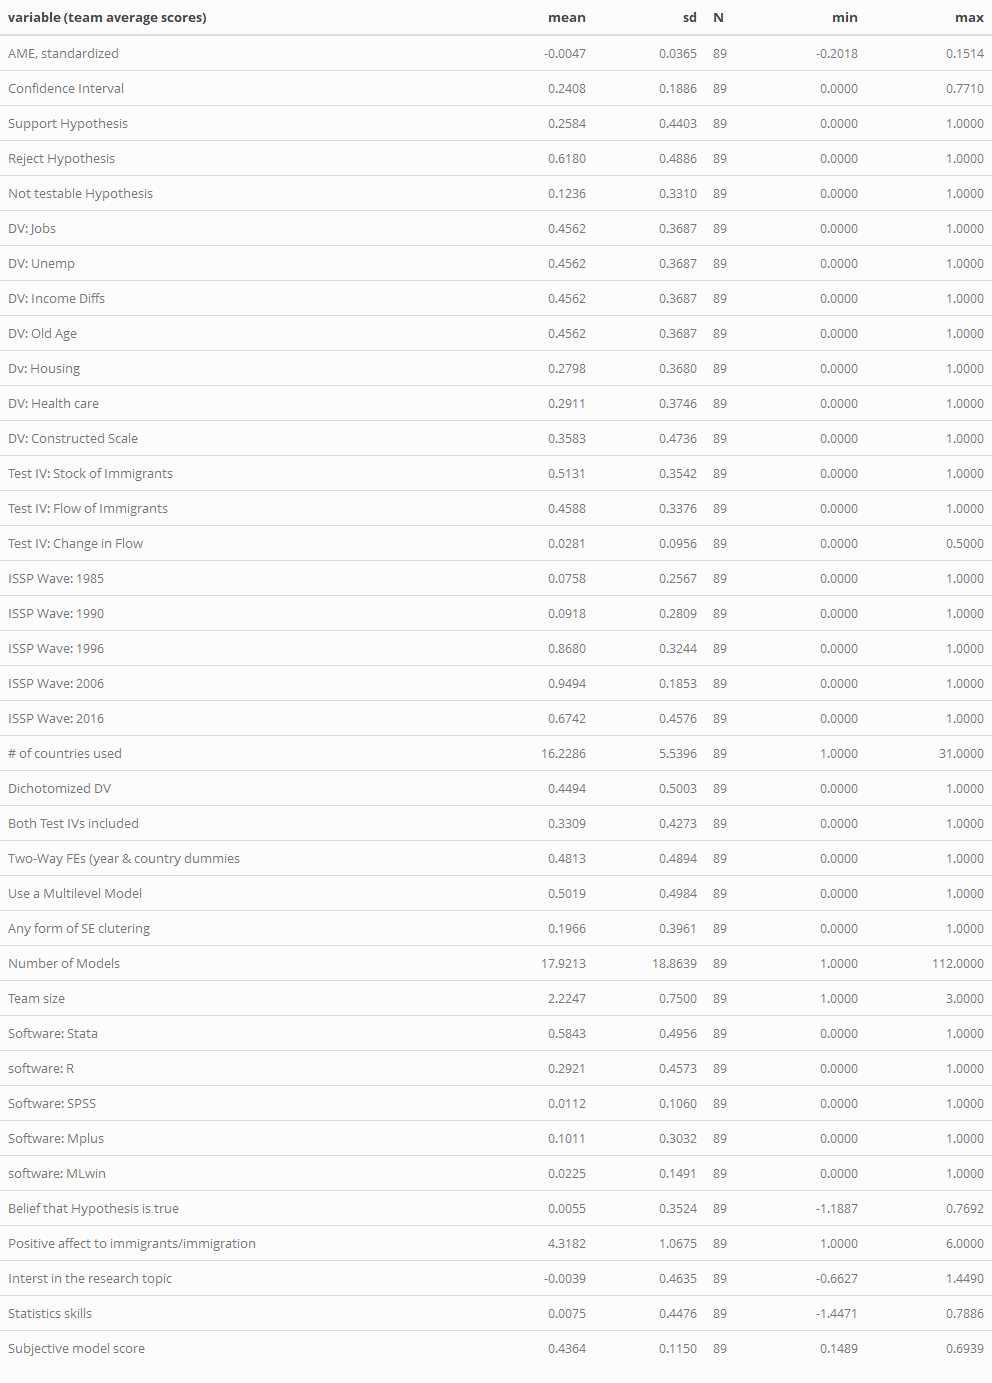 variable (team average scores) mean sd N min max
AME, standardized -0.0047 0.0365 89 -0.2018 0.1514
Confidence Interval 0.2408 0.1886 89 0.0000 0.7710
Support Hypothesis 0.2584 0.4403 89 0.0000 1.0000
Reject Hypothesis 0.6180 0.4886 89 0.0000 1.0000
Not testable Hypothesis 0.1236 0.3310 89 0.0000 1.0000
DV: Jobs 0.4562 0.3687 89 0.0000 1.0000
DV: Unemp 0.4562 0.3687 89 0.0000 1.0000
DV: Income Diffs 0.4562 0.3687 89 0.0000 1.0000
DV: Old Age 0.4562 0.3687 89 0.0000 1.0000
Dv: Housing 0.2798 0.3680 89 0.0000 1.0000
DV: Health care 0.2911 0.3746 89 0.0000 1.0000
DV: Constructed Scale 0.3583 0.4736 89 0.0000 1.0000
Test IV: Stock of Immigrants 0.5131 0.3542 89 0.0000 1.0000
Test IV: Flow of Immigrants 0.4588 0.3376 89 0.0000 1.0000
Test IV: Change in Flow 0.0281 0.0956 89 0.0000 0.5000
ISSP Wave: 1985 0.0758 0.2567 89 0.0000 1.0000
ISSP Wave: 1990 0.0918 0.2809 89 0.0000 1.0000
ISSP Wave: 1996 0.8680 0.3244 89 0.0000 1.0000
ISSP Wave: 2006 0.9494 0.1853 89 0.0000 1.0000
ISSP Wave: 2016 0.6742 0.4576 89 0.0000 1.0000
# of countries used 16.2286 5.5396 89 1.0000 31.0000
Dichotomized DV 0.4494 0.5003 89 0.0000 1.0000
Both Test IVs included 0.3309 0.4273 89 0.0000 1.0000
Two-Way FEs (year & country dummies 0.4813 0.4894 89 0.0000 1.0000
Use a Multilevel Model 0.5019 0.4984 89 0.0000 1.0000
Any form of SE clutering 0.1966 0.3961 89 0.0000 1.0000
Number of Models 17.9213 18.8639 89 1.0000 112.0000
Team size 2.2247 0.7500 89 1.0000 3.0000
Software: Stata 0.5843 0.4956 89 0.0000 1.0000
software: R 0.2921 0.4573 89 0.0000 1.0000
Software: SPSS 0.0112 0.1060 89 0.0000 1.0000
Software: Mplus 0.1011 0.3032 89 0.0000 1.0000
software: MLwin 0.0225 0.1491 89 0.0000 1.0000
Belief that Hypothesis is true 0.0055 0.3524 89 -1.1887 0.7692
Positive affect to immigrants/immigration 4.3182 1.0675 89 1.0000 6.0000
Interst in the research topic -0.0039 0.4635 89 -0.6627 1.4490
Statistics skills 0.0075 0.4476 89 -1.4471 0.7886
Subjective model score 0.4364 0.1150 89 0.1489 0.6939